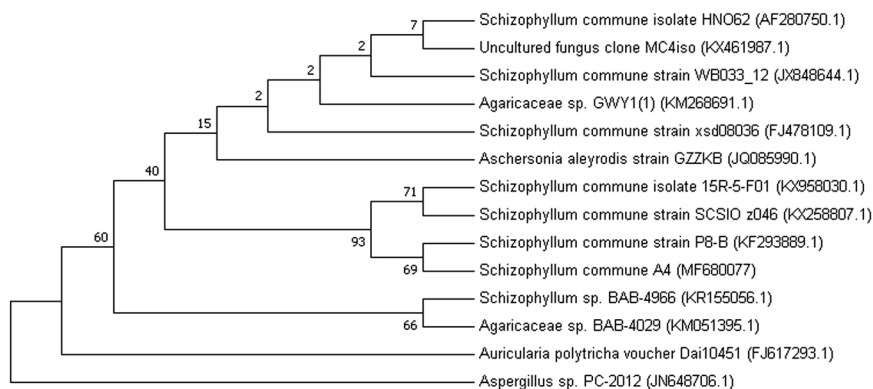 Schizophyllum commune isolate HNO62 (AF280750.1)
7
Uncultured fungus clone MC4iso (KX461987.1)
2
Schizophyllum commune strain WB033_12 (JX848644.1)
2
Agaricaceae sp. GWY1(1) (KM268691.1)
2
Schizophyllum commune strain xsd08036 (FJ478109.1)
15
Aschersonia aleyrodis strain GZZKB (JQ085990.1)
40
Schizophyllum commune isolate 15R-5-F01 (KX958030.1)
71
Schizophyllum commune strain SCSIO z046 (KX258807.1)
93
Schizophyllum commune strain P8-B (KF293889.1)
69
Schizophyllum commune A4 (MF680077)
60
Schizophyllum sp. BAB-4966 (KR155056.1)
66
Agaricaceae sp. BAB-4029 (KM051395.1)
Auricularia polytricha voucher Dai10451 (FJ617293.1)
Aspergillus sp. PC-2012 (JN648706.1)